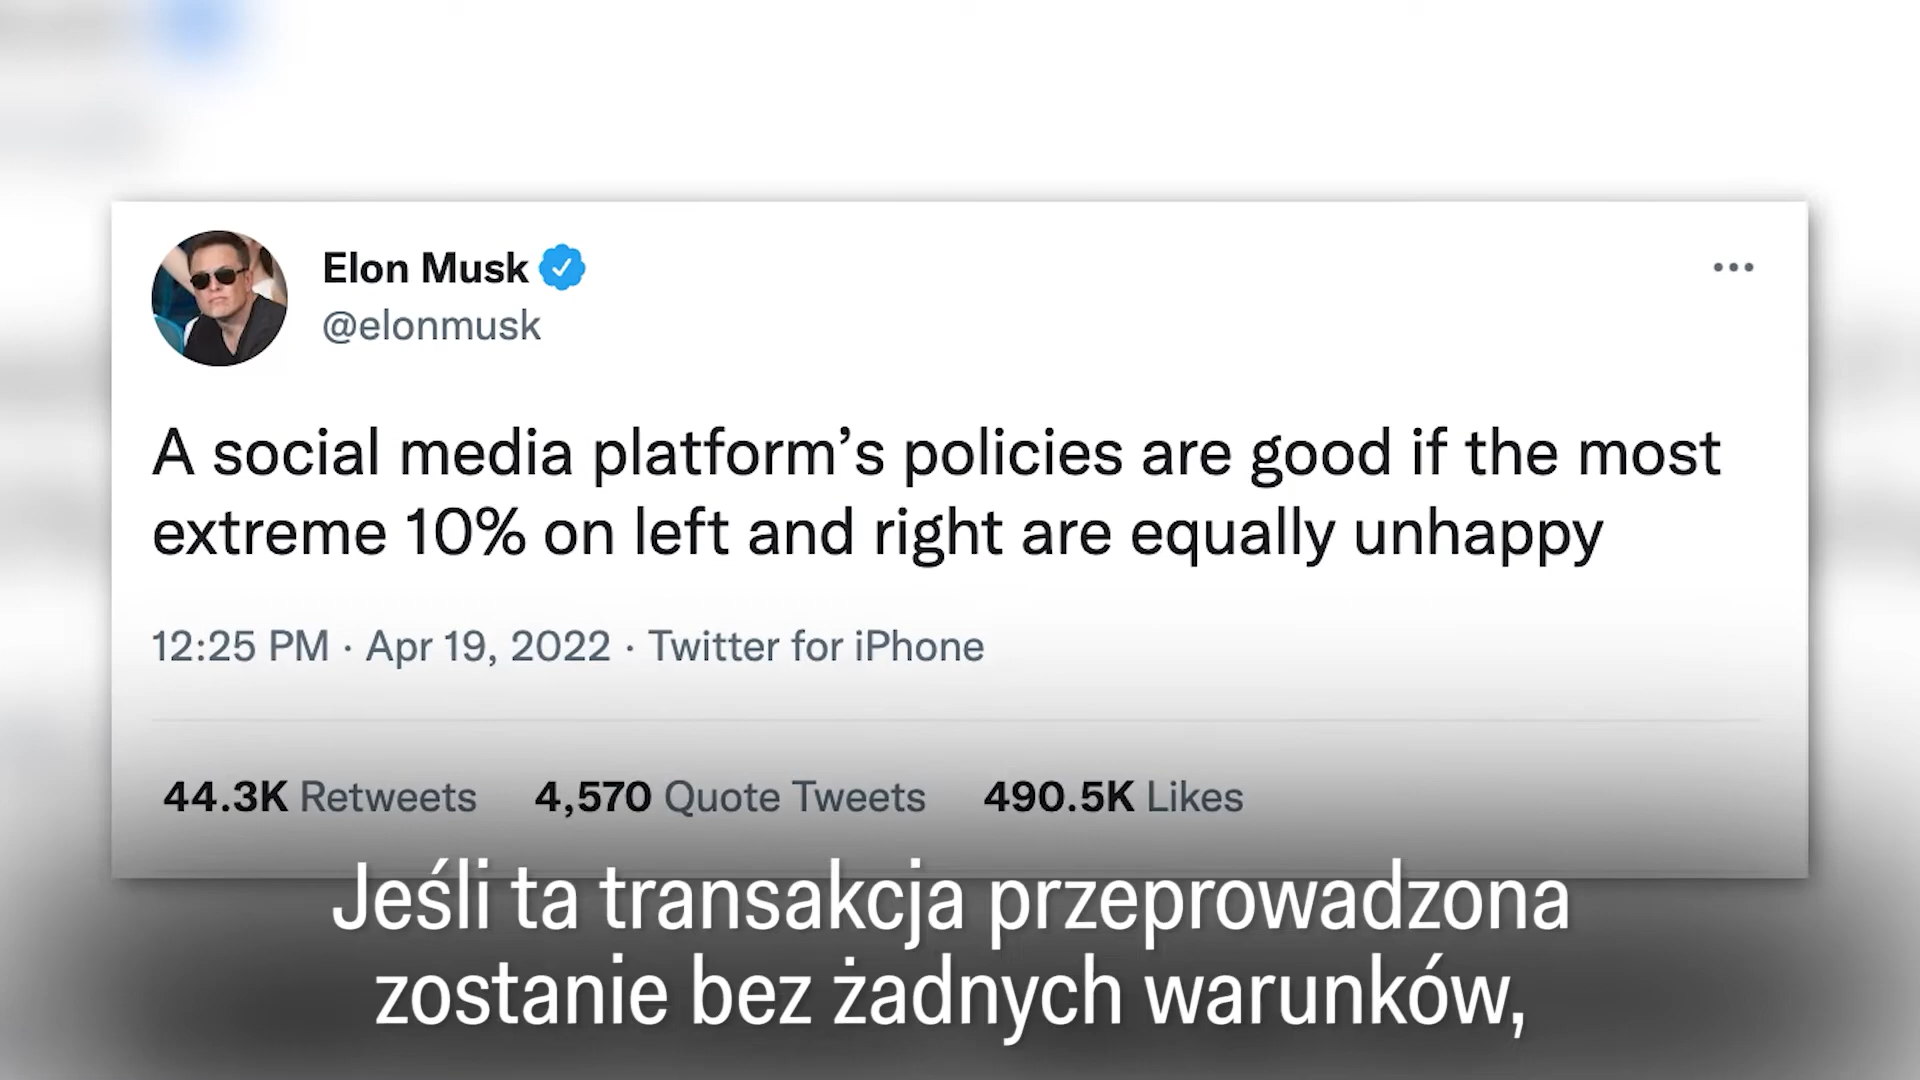 Elon Musk
@elonmusk
A social media platform’s policies are good if the most
extreme 10% on left and right are equally unhappy
12:25 PM · Apr 19, 2022 · Twitter for iPhone
44.3K Retweets 4,570 Quote Tweets 490.5K Likes
Jeśli ta transakcja przeprowadzona
zostanie bez żadnych warunków,